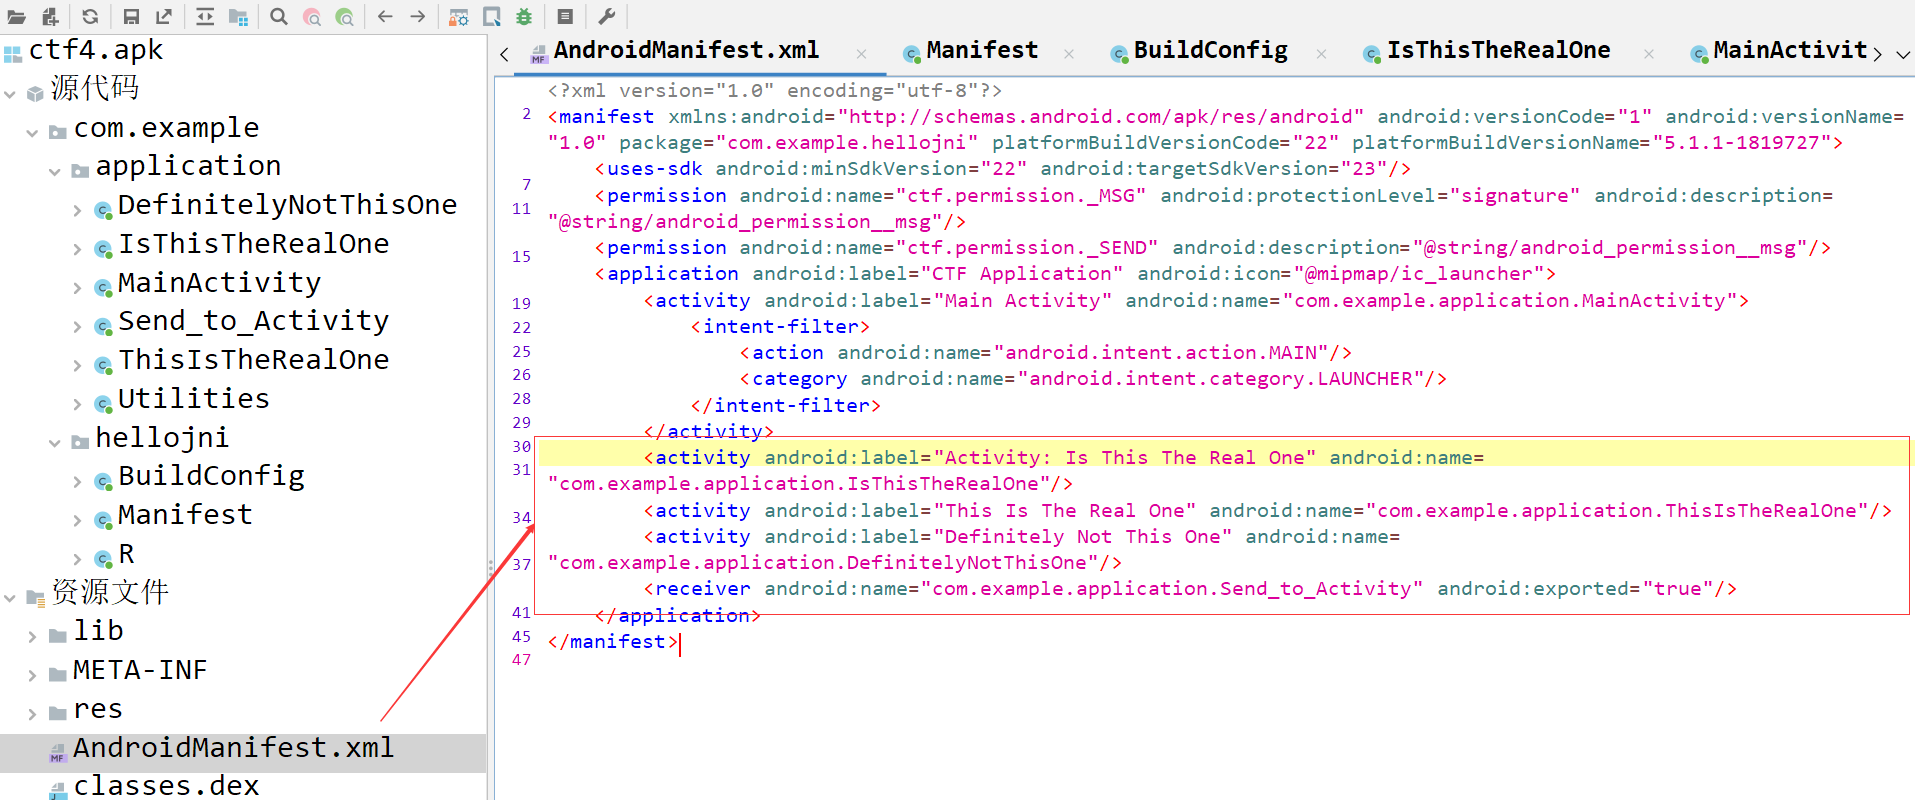 ctf4.apk
源代码
com.example
application
DefinitelyNotThisOne
IsThisTheRealOne
MainActivity
Send_to_Activity
ThisIsTheRealOne
Utilities
hellojni
BuildConfig
Manifest
R
资源文件
lib
META-INF
res
MF AndroidManifest.xml
classes.dex
MF AndroidManifest.xml × Manifest × BuildConfig × IsThisTheRealOne × MainActivit
<?xml version="1.0" encoding="utf-8"?>
2 <manifest xmlns:android="http://schemas.android.com/apk/res/android" android:versionCode="1" android:versionName=
"1.0" package="com.example.hellojni" platformBuildVersionCode="22" platformBuildVersionName="5.1.1-1819727">
<uses-sdk android:minSdkVersion="22" android:targetSdkVersion="23"/>
7 <permission android:name="ctf.permission._MSG" android:protectionLevel="signature" android:description=
11 "@string/android_permission__msg"/>
15 <permission android:name="ctf.permission._SEND" android:description="@string/android_permission__msg"/>
<application android:label="CTF Application" android:icon="@mipmap/ic_launcher">
19 <activity android:label="Main Activity" android:name="com.example.application.MainActivity">
22 <intent-filter>
25 <action android:name="android.intent.action.MAIN"/>
26 <category android:name="android.intent.category.LAUNCHER"/>
28 </intent-filter>
29 </activity>
30 <activity android:label="Activity: Is This The Real One" android:name=
31 "com.example.application.IsThisTheRealOne"/>
34 <activity android:label="This Is The Real One" android:name="com.example.application.ThisIsTheRealOne"/>
<activity android:label="Definitely Not This One" android:name=
37 "com.example.application.DefinitelyNotThisOne"/>
<receiver android:name="com.example.application.Send_to_Activity" android:exported="true"/>
41 </application>
45 </manifest>
47